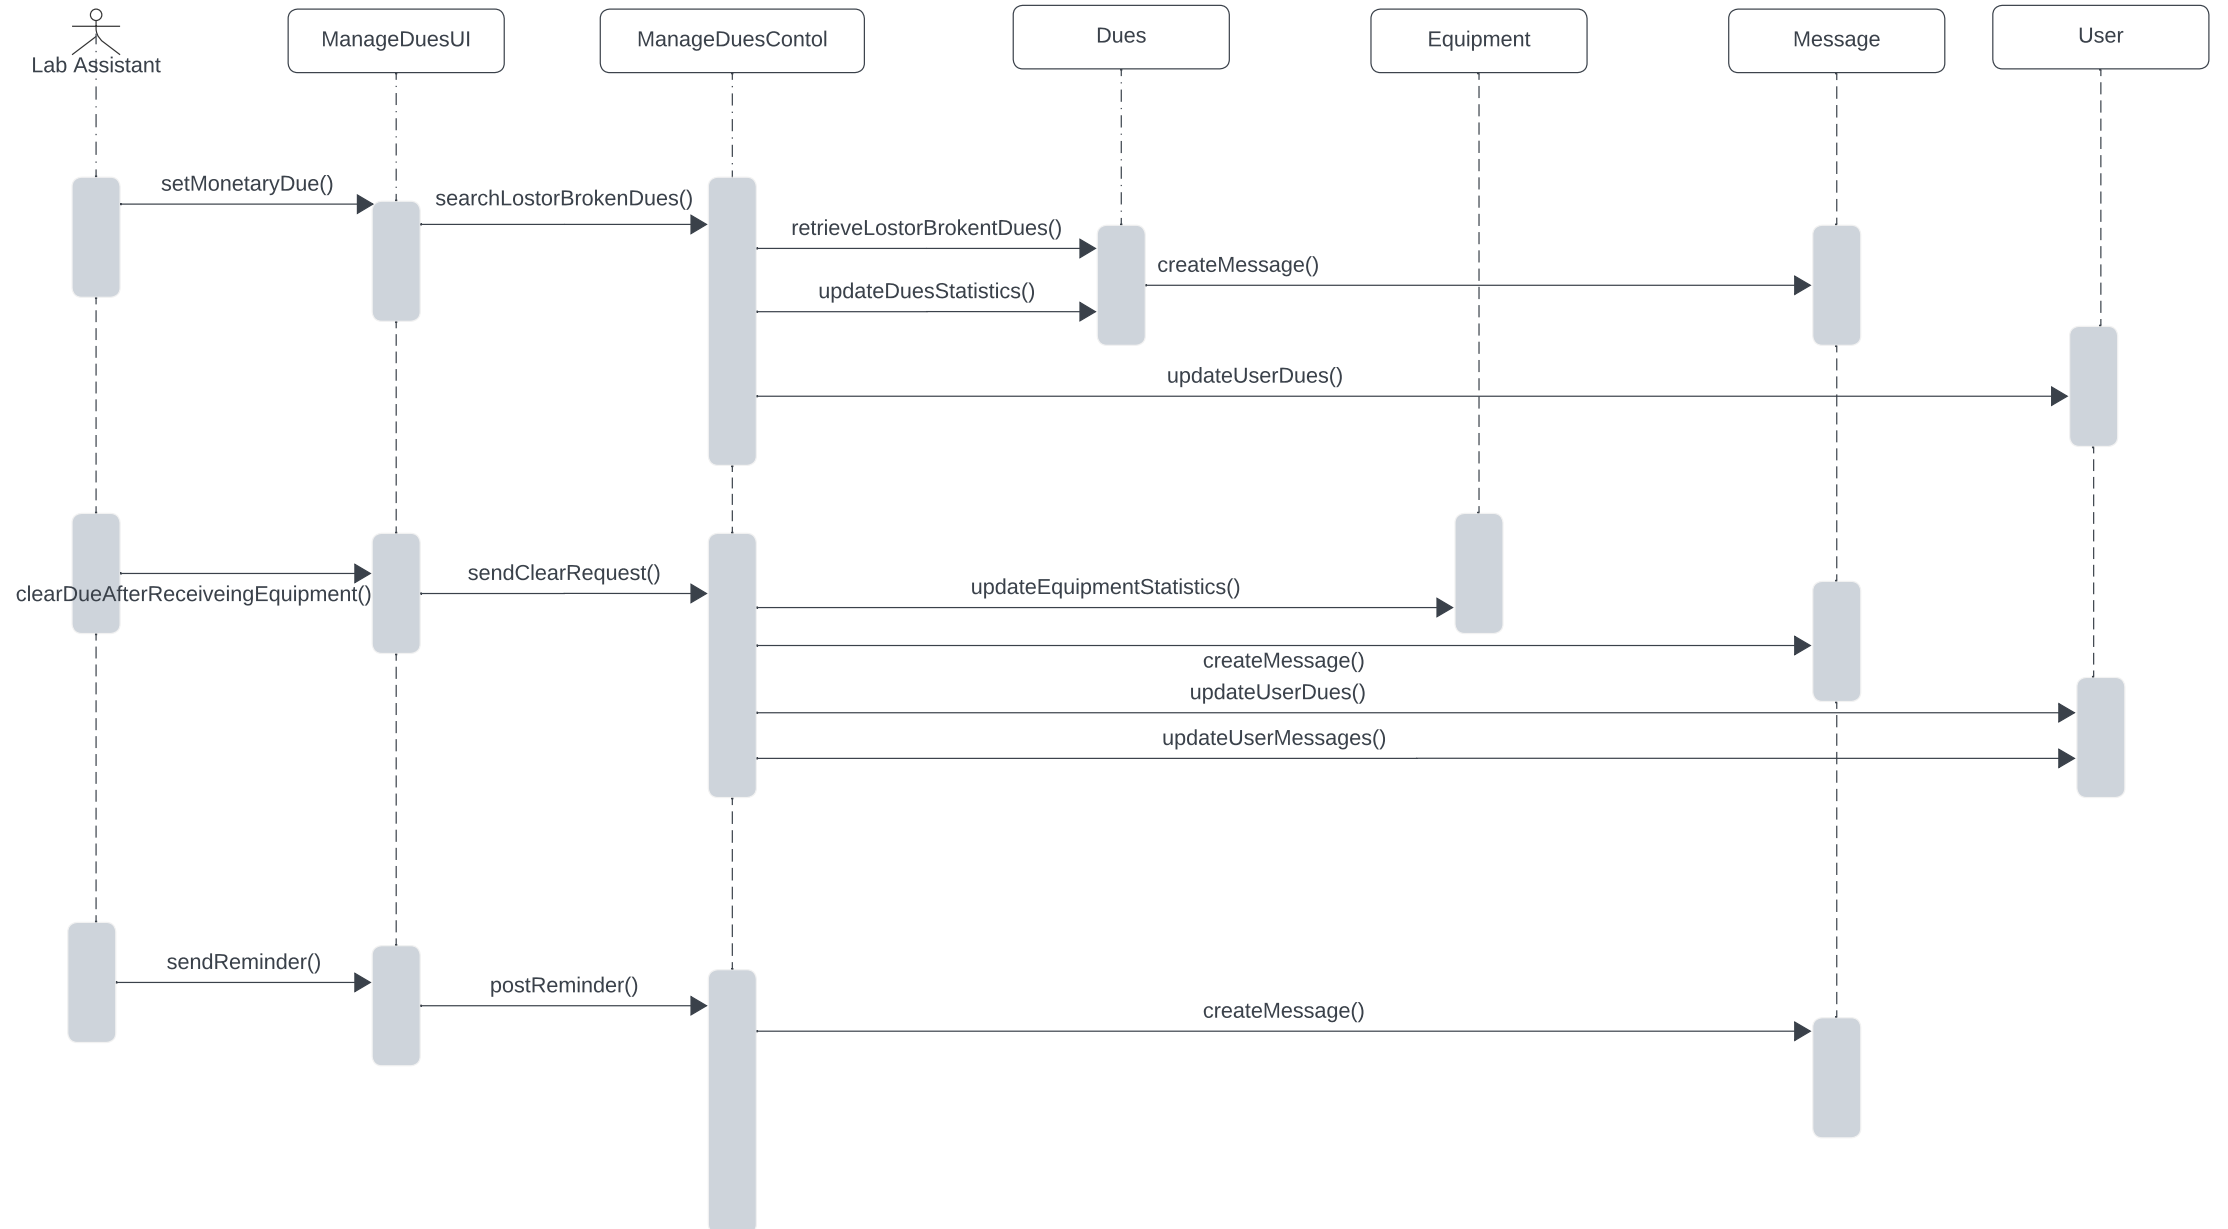 Lab Assistant
ManageDuesUI
ManageDuesContol
Dues
Equipment
Message
User
setMonetaryDue()
searchLostorBrokenDues()
retrieveLostorBrokentDues()
createMessage()
updateDuesStatistics()
updateUserDues()
clearDueAfterReceiveingEquipment()
sendClearRequest()
updateEquipmentStatistics()
createMessage()
updateUserDues()
updateUserMessages()
sendReminder()
postReminder()
createMessage()